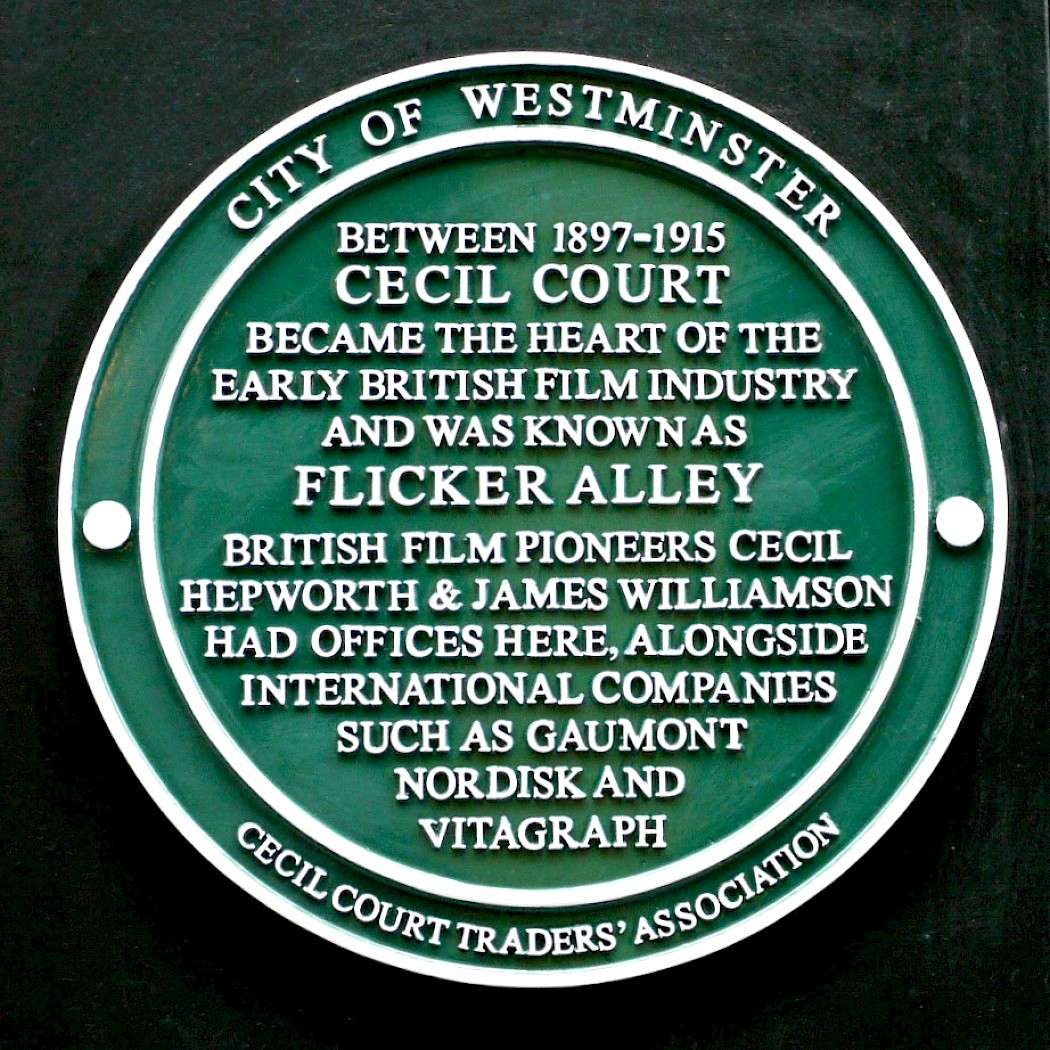 CITY OF WESTMINSTER
BETWEEN 1897-1915
CECIL COURT
BECAME THE HEART OF THE
EARLY BRITISH FILM INDUSTRY
AND WAS KNOWN AS
FLICKER ALLEY
BRITISH FILM PIONEERS CECIL
HEPWORTH & JAMES WILLIAMSON
HAD OFFICES HERE, ALONGSIDE
INTERNATIONAL COMPANIES
SUCH AS GAUMONT
NORDISK AND
VITAGRAPH
CECIL COURT TRADERS' ASSOCIATION